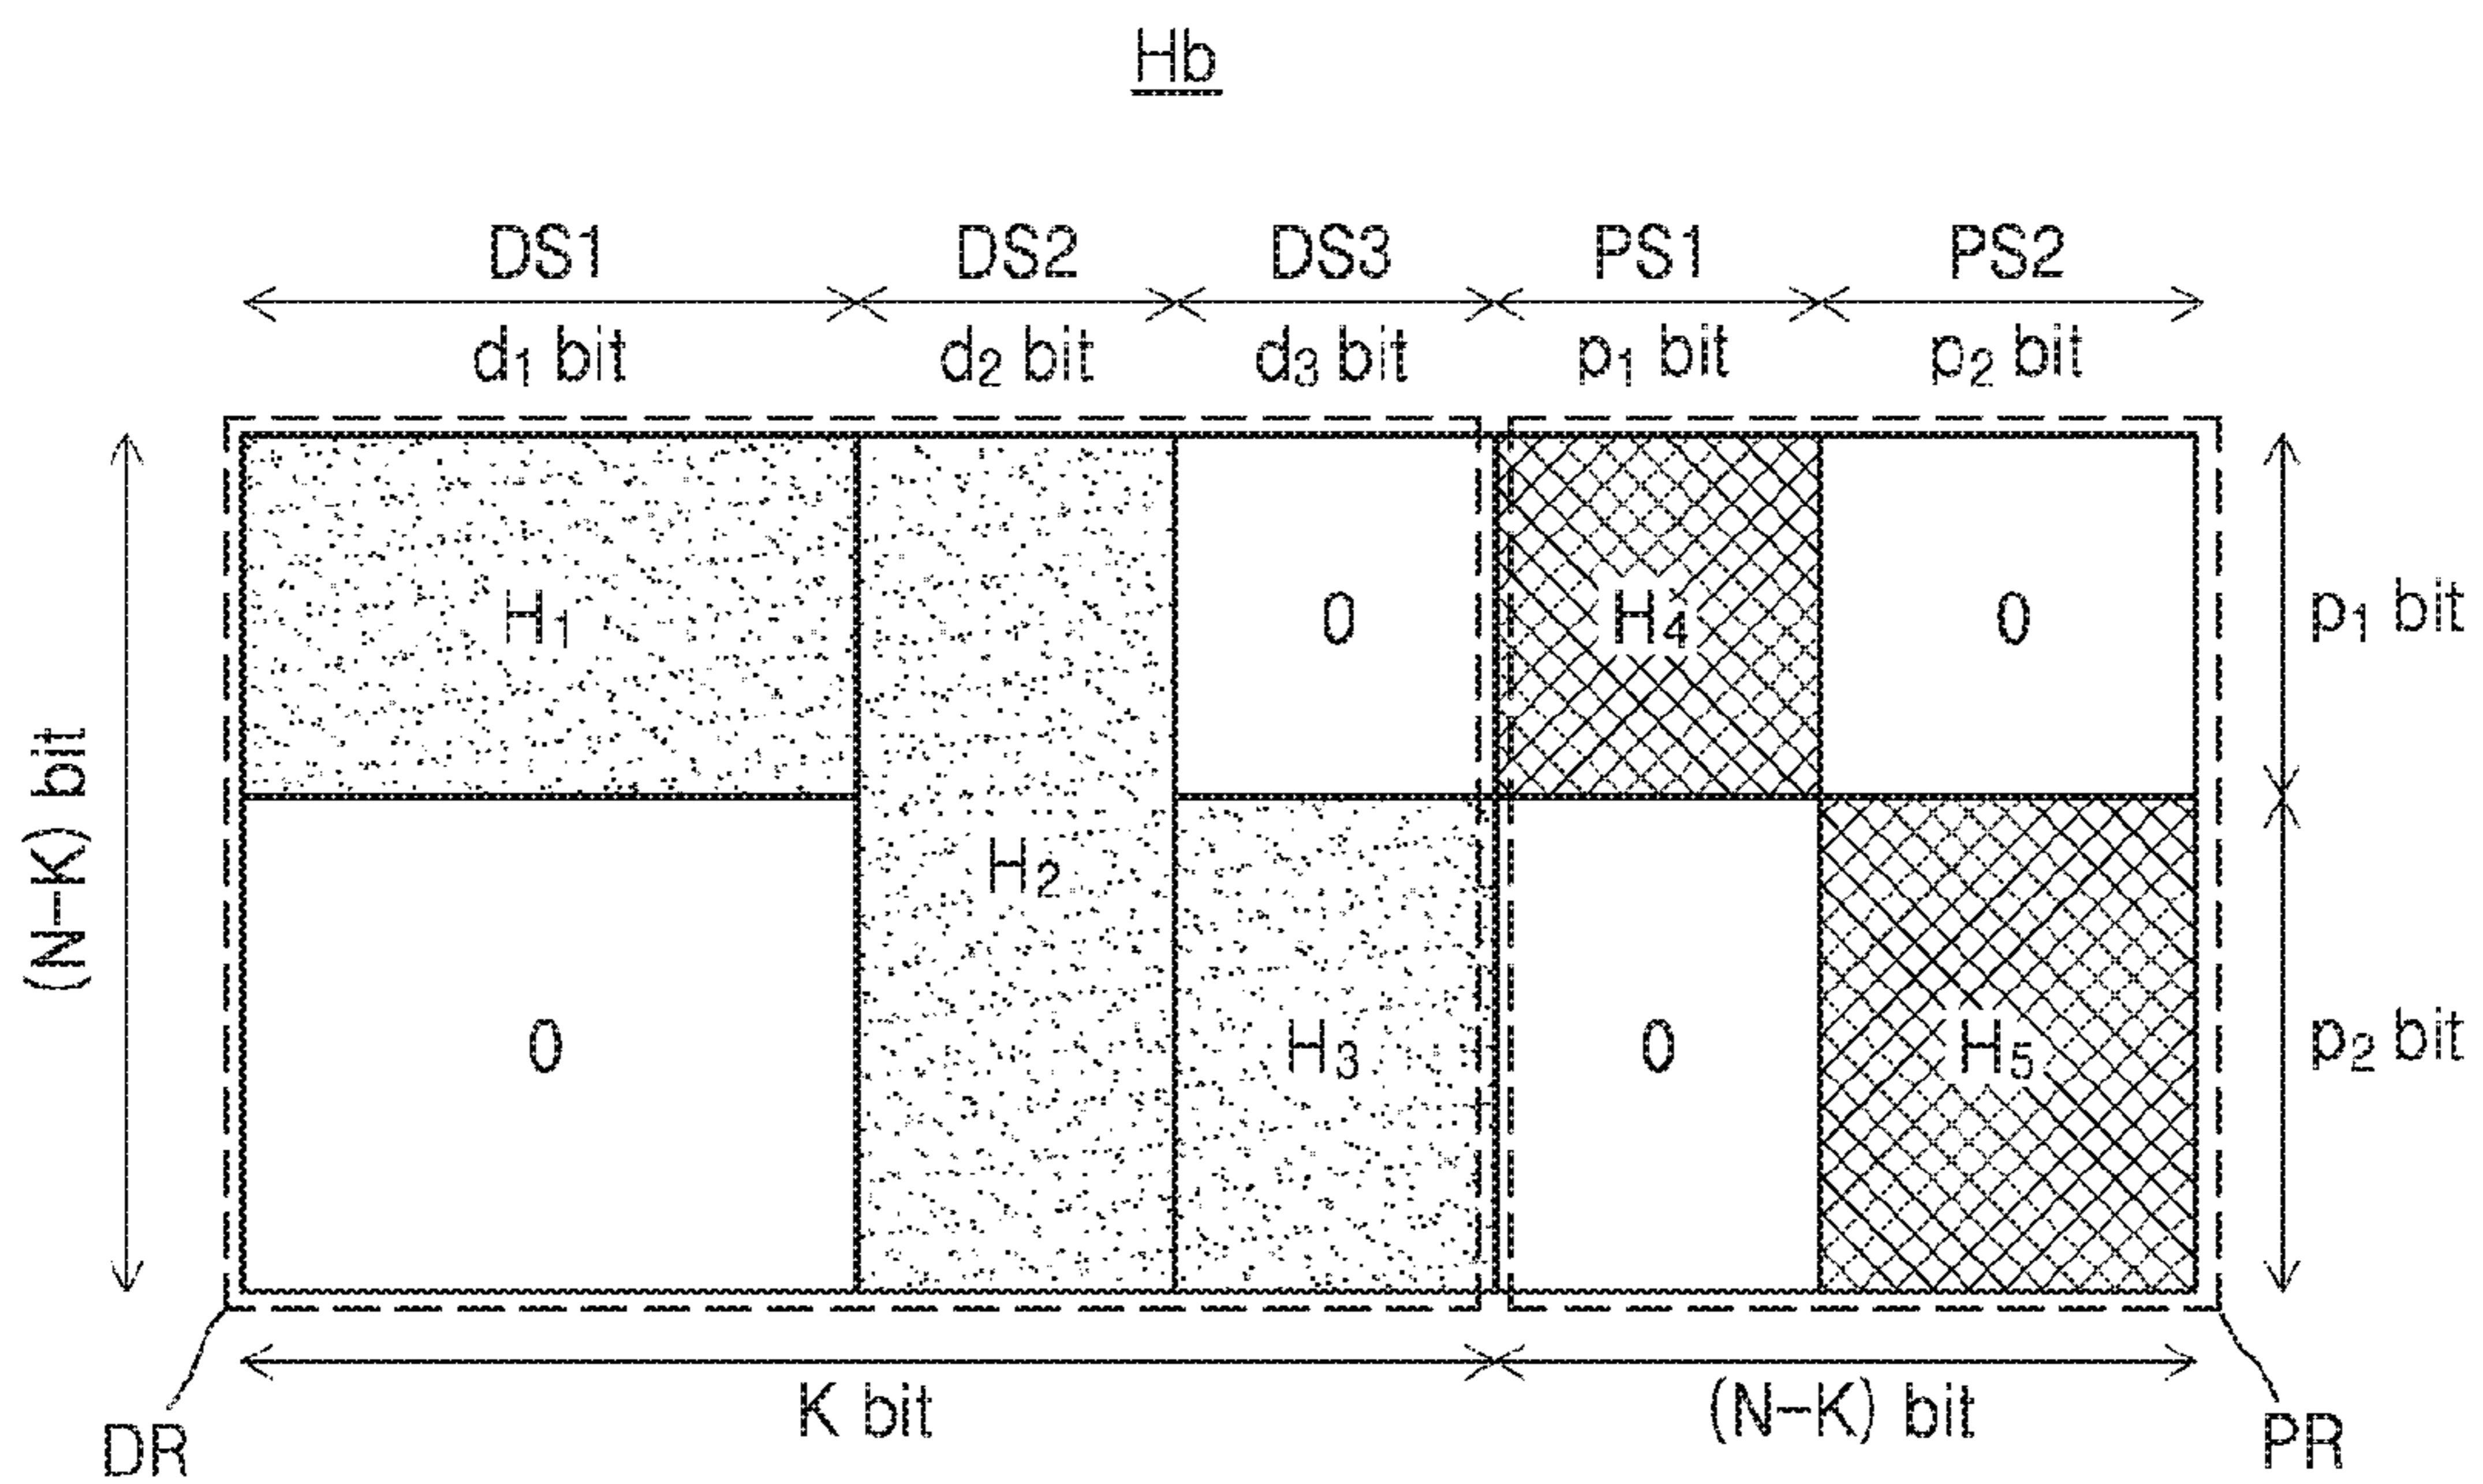 Hb
DS1 DS2 DS3 PS1 PS2
d₁ bit d₂ bit d₃ bit p₁ bit p₂ bit
H₁ 0 H₄ 0 p₁ bit
(N-K) bit
H₂
0 H₃ 0 H₅ p₂ bit
K bit (N-K) bit
DR PR